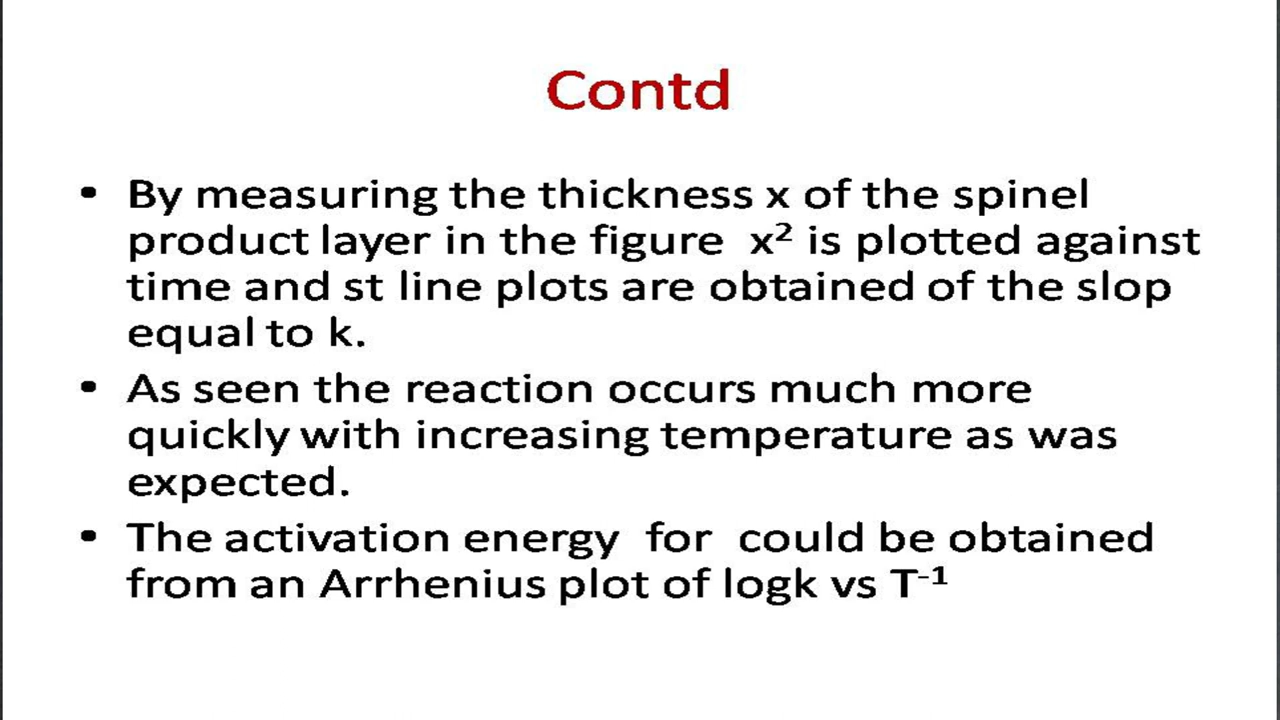 Contd
• By measuring the thickness x of the spinel
product layer in the figure x² is plotted against
time and st line plots are obtained of the slop
equal to k.
• As seen the reaction occurs much more
quickly with increasing temperature as was
expected.
• The activation energy for could be obtained
from an Arrhenius plot of logk vs T⁻¹